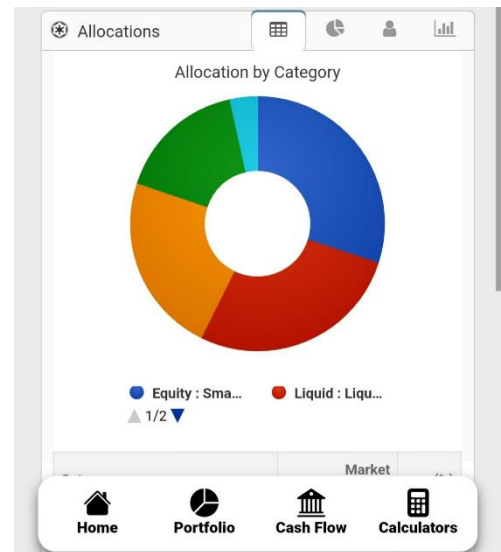 Allocations
Allocation by Category
Equity : Sma...
Liquid : Liqu...
1/2
Market
Home
Portfolio
Cash Flow
Calculators